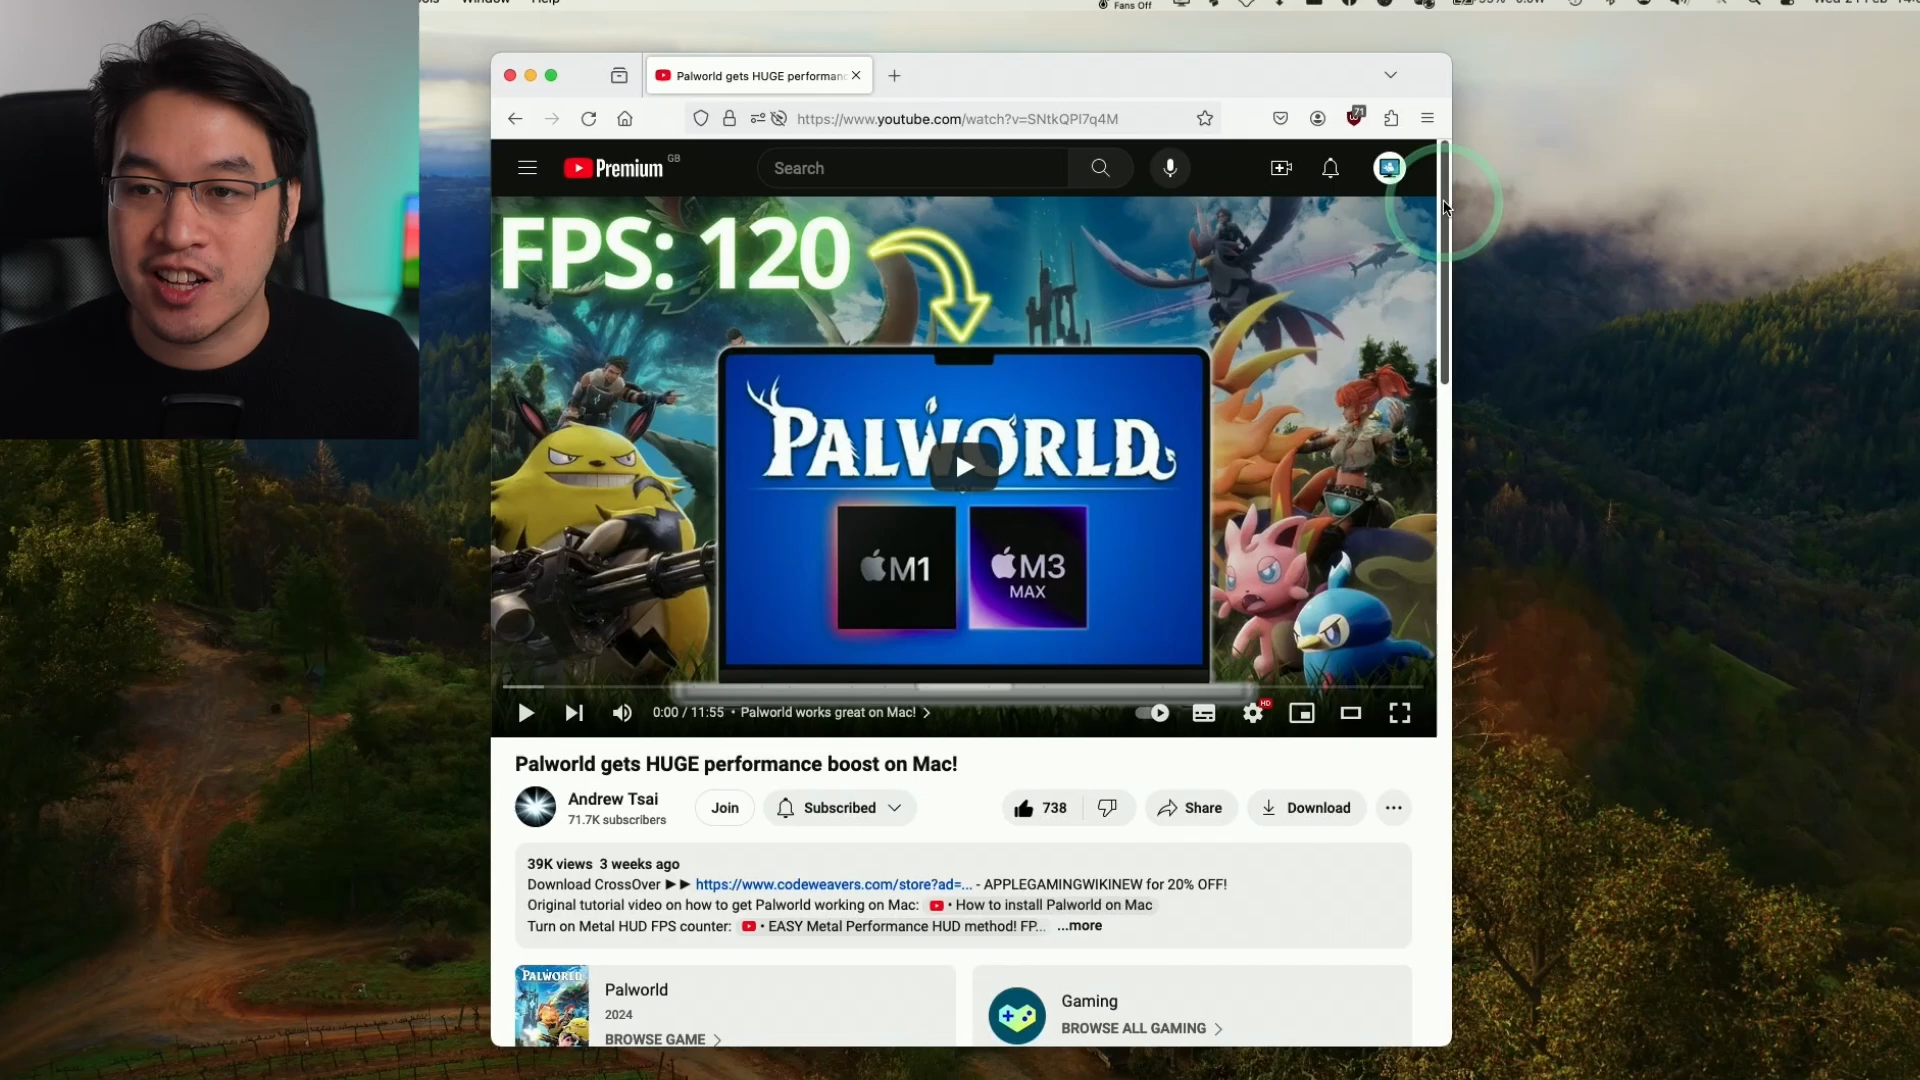 Window Help
Fans Off
Palworld gets HUGE performan
https://www.youtube.com/watch?v=SNtkQPI7q4M
71
Premium GB
Search
FPS: 120
PALWORLD
M1
M3
MAX
0:00 / 11:55 • Palworld works great on Mac!
HD
Palworld gets HUGE performance boost on Mac!
Andrew Tsai
71.7K subscribers
Join
Subscribed
738
Share
Download
39K views 3 weeks ago
Download CrossOver ►► https://www.codeweavers.com/store?ad=... - APPLEGAMINGWIKINEW for 20% OFF!
Original tutorial video on how to get Palworld working on Mac: • How to install Palworld on Mac
Turn on Metal HUD FPS counter: • EASY Metal Performance HUD method! FP... ...more
PALWORLD
Palworld
2024
BROWSE GAME
Gaming
BROWSE ALL GAMING